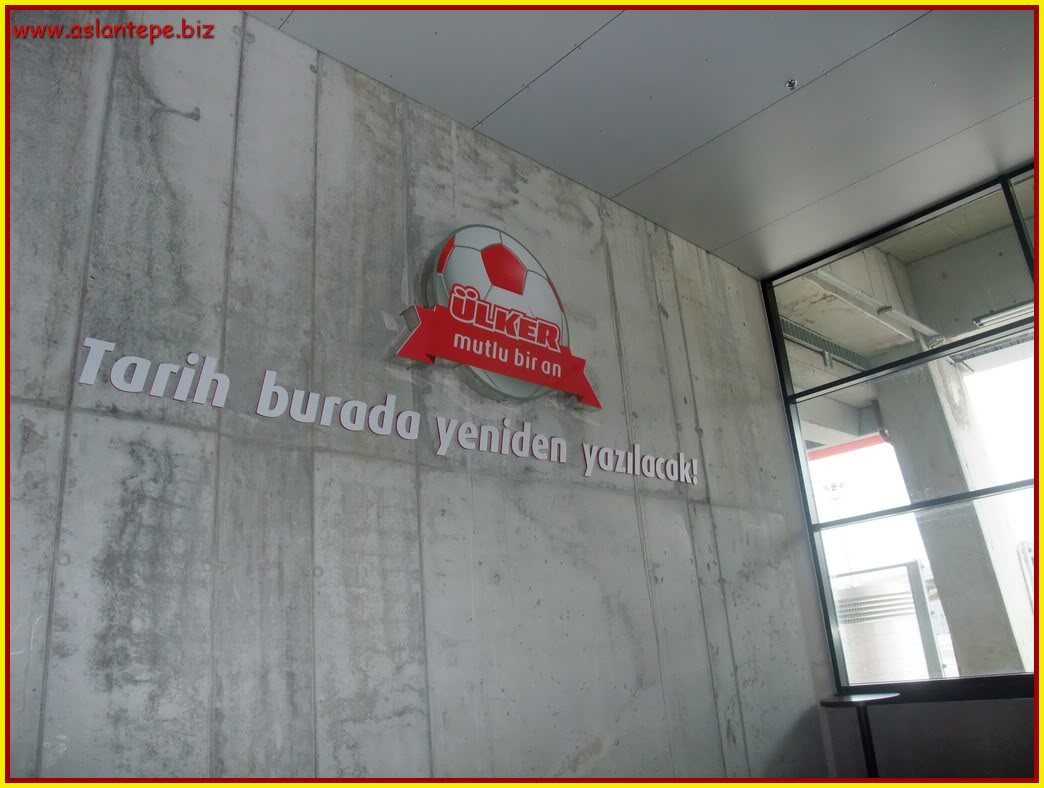 www.aslantepe.biz
ÜLKER
mutlu bir an
Tarih burada yeniden yazılacak!